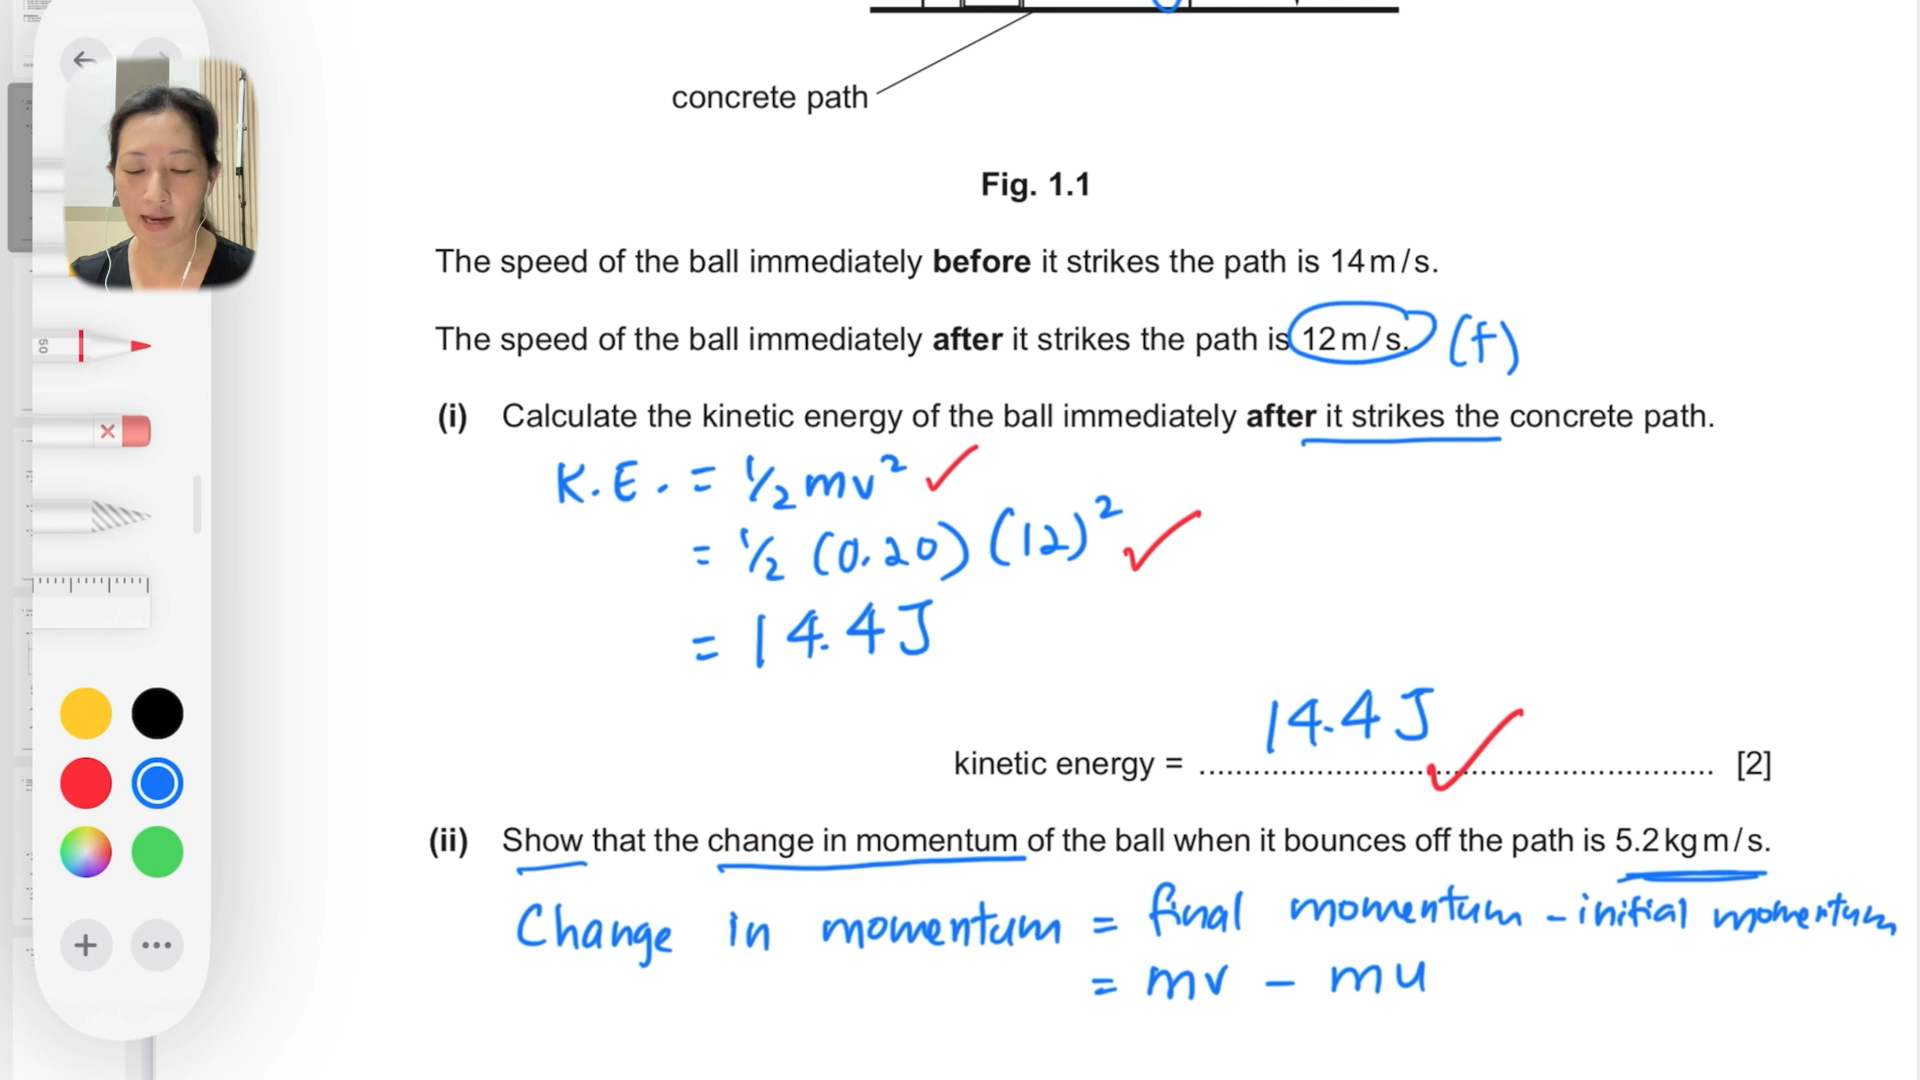 concrete path
Fig. 1.1
The speed of the ball immediately before it strikes the path is 14 m/s.
The speed of the ball immediately after it strikes the path is 12 m/s. (f)
(i) Calculate the kinetic energy of the ball immediately after it strikes the concrete path.
K.E. = 1/2 mv²
= 1/2 (0.20) (12)²
= 14.4 J
14.4 J
kinetic energy = ........................................................ [2]
(ii) Show that the change in momentum of the ball when it bounces off the path is 5.2 kg m/s.
Change in momentum = final momentum - initial momentum
= mv - mu
50